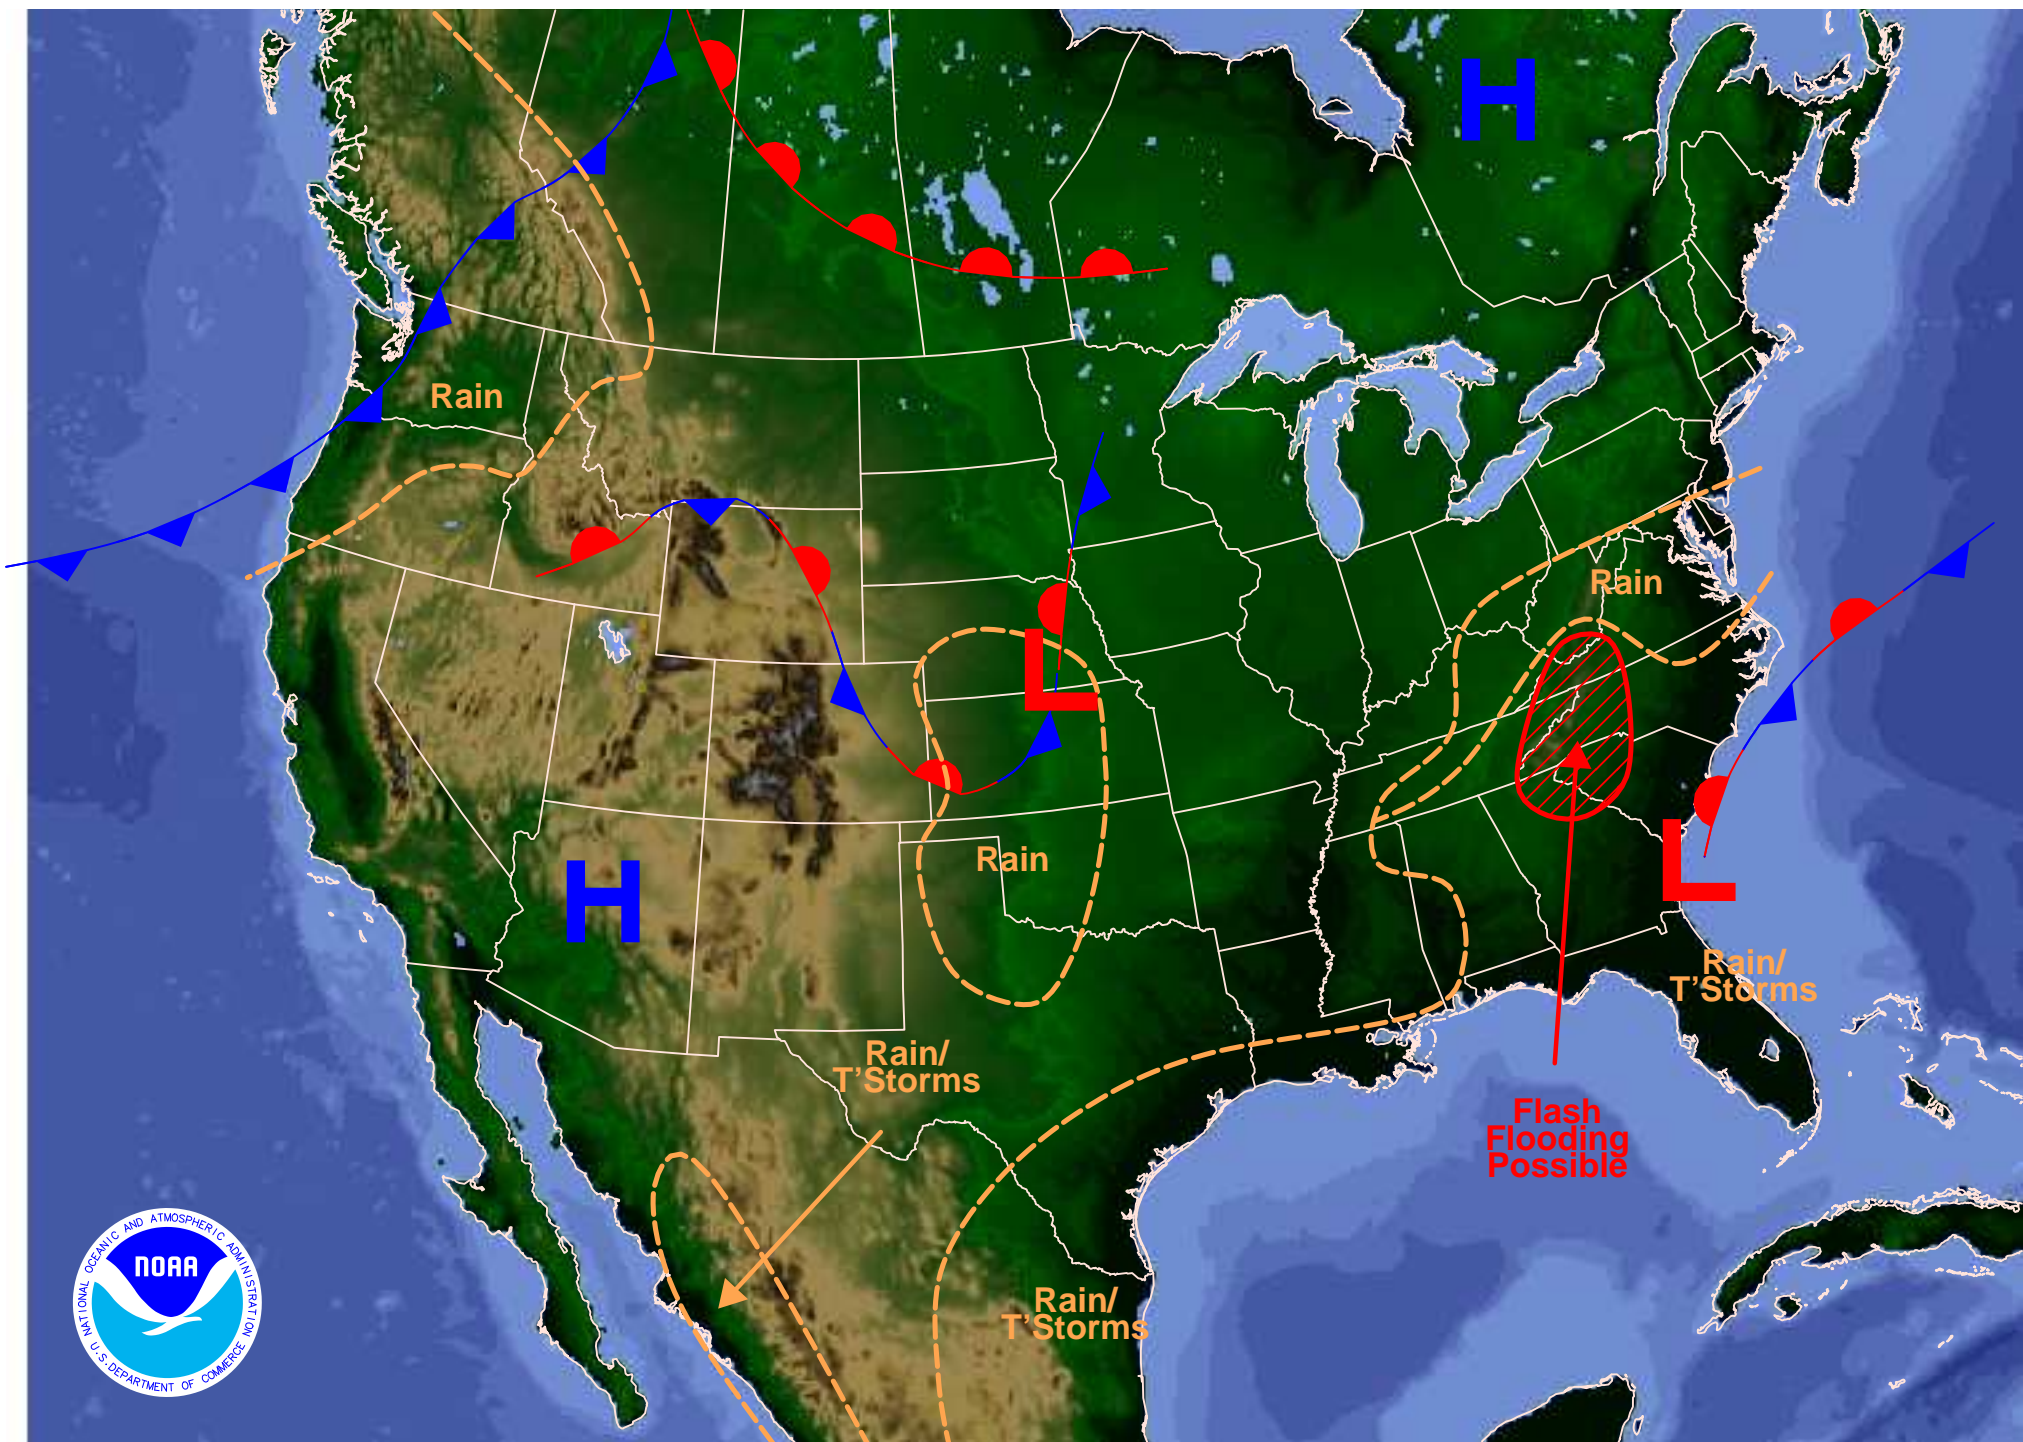 H
Rain
Rain
L
Rain
H
L
Rain/
T'Storms
Rain/
T'Storms
Flash
Flooding
Possible
Rain/
T'Storms
NATIONAL OCEANIC AND ATMOSPHERIC ADMINISTRATION
NOAA
U.S. DEPARTMENT OF COMMERCE